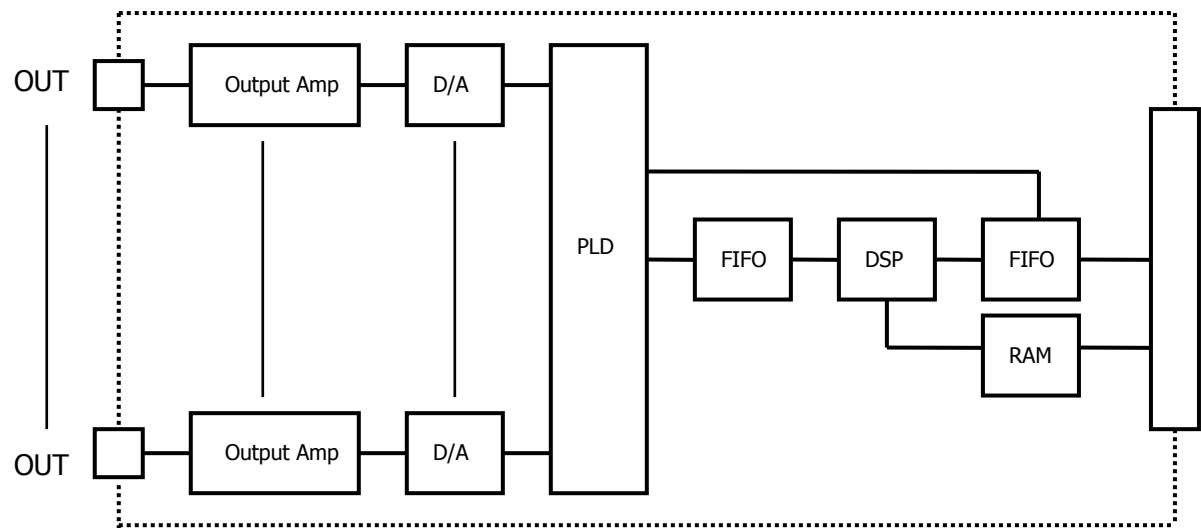 OUT
Output Amp
D/A
PLD
FIFO
DSP
FIFO
RAM
OUT
Output Amp
D/A